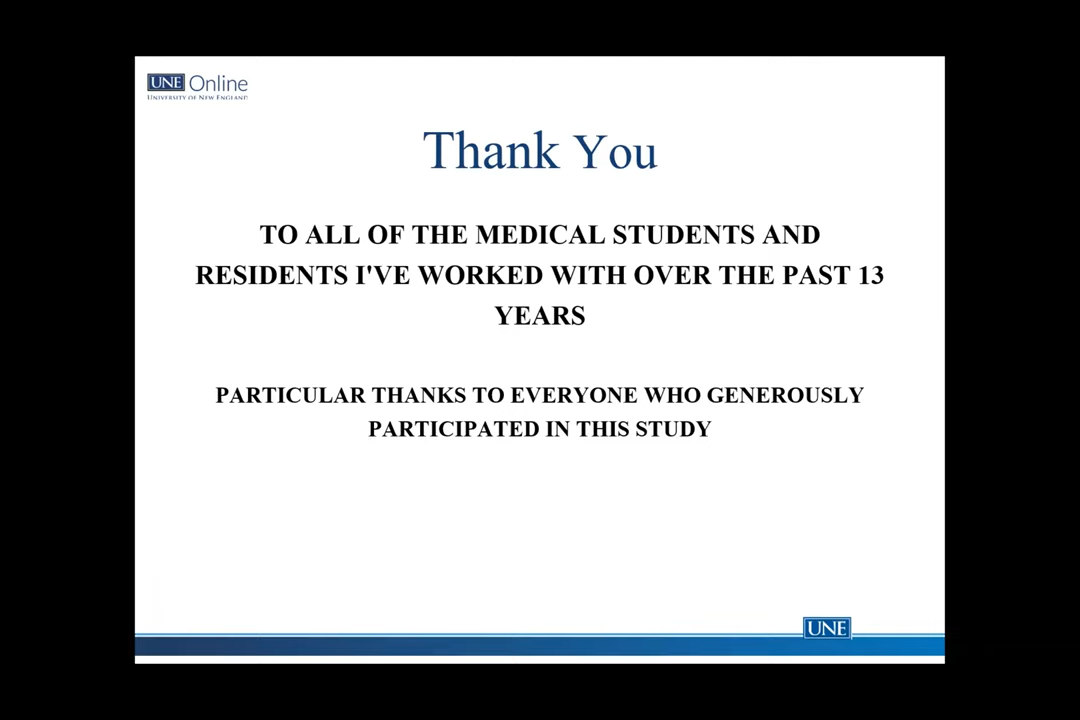 UNE Online
UNIVERSITY OF NEW ENGLAND
Thank You
TO ALL OF THE MEDICAL STUDENTS AND
RESIDENTS I'VE WORKED WITH OVER THE PAST 13
YEARS
PARTICULAR THANKS TO EVERYONE WHO GENEROUSLY
PARTICIPATED IN THIS STUDY
UNE